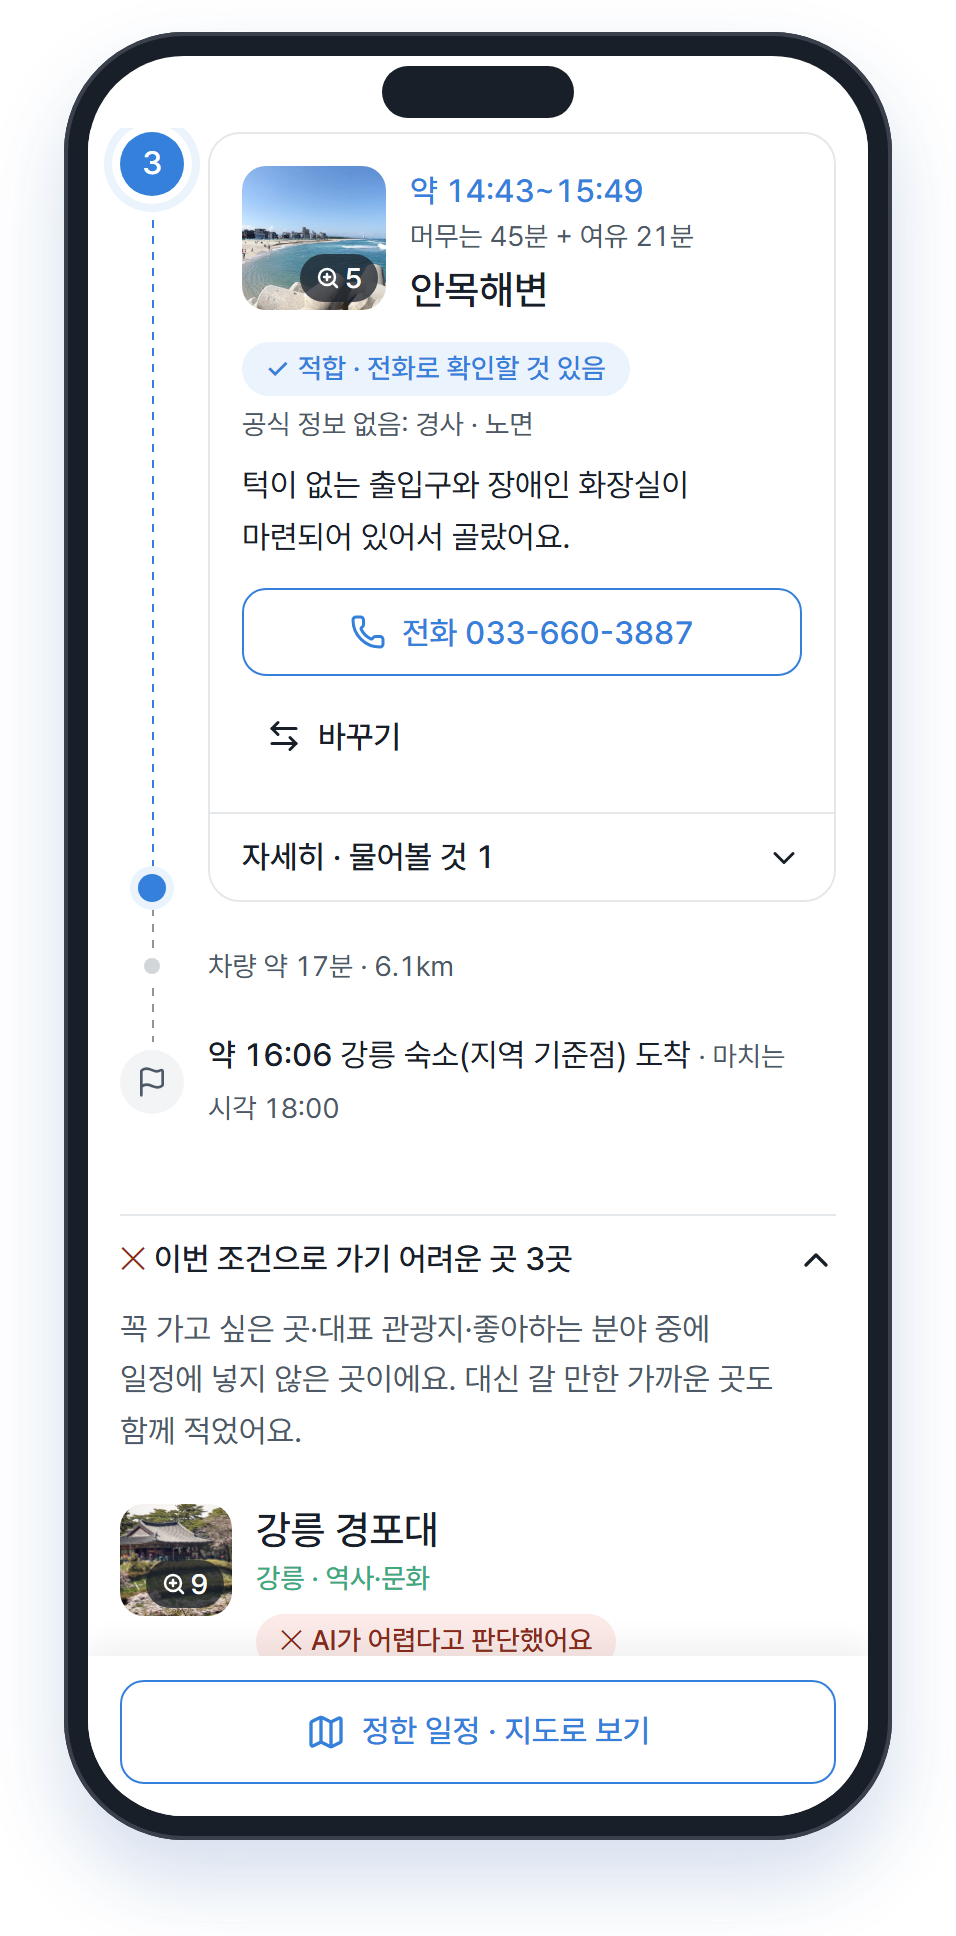 3
약 14:43~15:49
머무는 45분 + 여유 21분
5
안목해변
적합 · 전화로 확인할 것 있음
공식 정보 없음: 경사 · 노면
턱이 없는 출입구와 장애인 화장실이
마련되어 있어서 골랐어요.
전화 033-660-3887
바꾸기
자세히 · 물어볼 것 1
차량 약 17분 · 6.1km
약 16:06 강릉 숙소(지역 기준점) 도착 · 마치는
시각 18:00
이번 조건으로 가기 어려운 곳 3곳
꼭 가고 싶은 곳·대표 관광지·좋아하는 분야 중에
일정에 넣지 않은 곳이에요. 대신 갈 만한 가까운 곳도
함께 적었어요.
강릉 경포대
강릉 · 역사·문화
9
AI가 어렵다고 판단했어요
정한 일정 · 지도로 보기